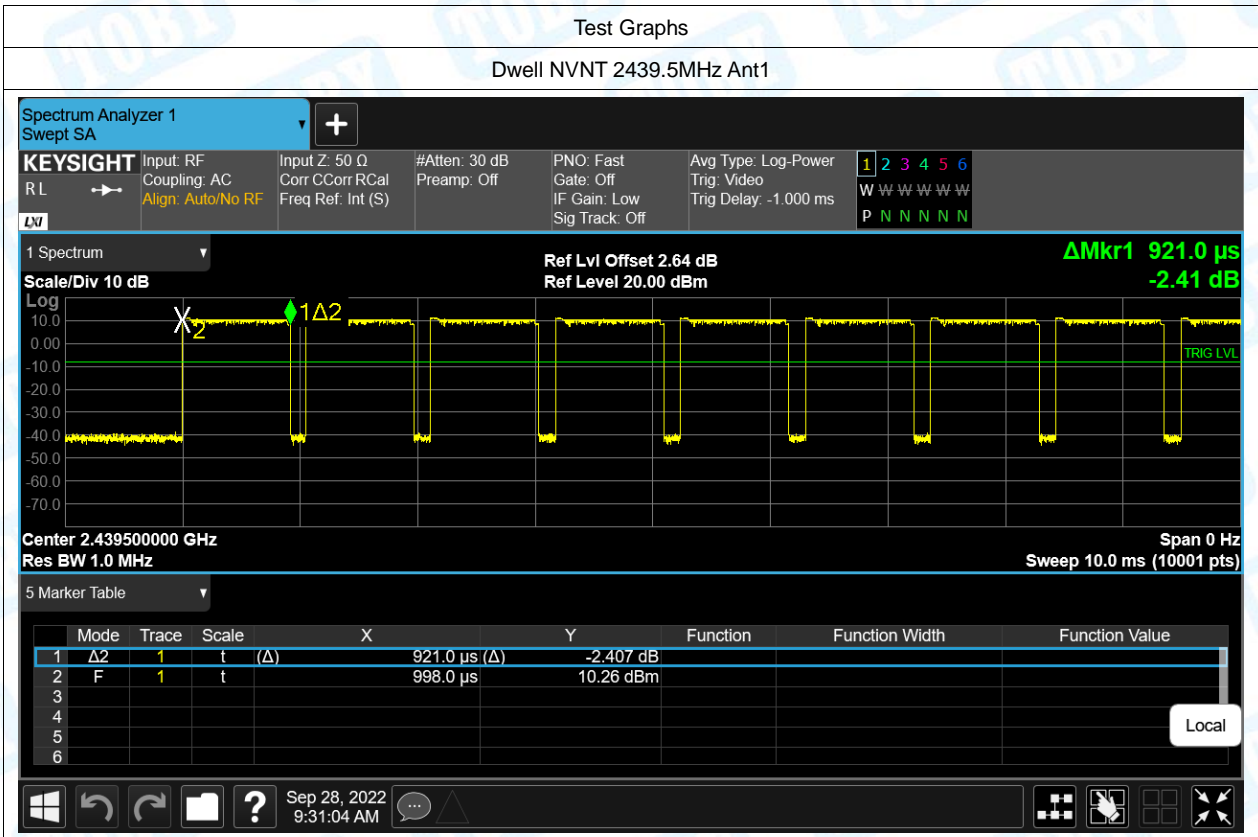 Test Graphs
Dwell NVNT 2439.5MHz Ant1
Spectrum Analyzer 1
Swept SA
KEYSIGHT
RL
LXI
Input: RF
Coupling: AC
Align: Auto/No RF
Input Z: 50 Ω
Corr CCorr RCal
Freq Ref: Int (S)
#Atten: 30 dB
Preamp: Off
PNO: Fast
Gate: Off
IF Gain: Low
Sig Track: Off
Avg Type: Log-Power
Trig: Video
Trig Delay: -1.000 ms
1 2 3 4 5 6
W W W W W W
P N N N N N
1 Spectrum
Scale/Div 10 dB
Ref Lvl Offset 2.64 dB
Ref Level 20.00 dBm
ΔMkr1 921.0 µs
-2.41 dB
Log
10.0
0.00
-10.0
-20.0
-30.0
-40.0
-50.0
-60.0
-70.0
2
1Δ2
TRIG LVL
Center 2.439500000 GHz
Res BW 1.0 MHz
Span 0 Hz
Sweep 10.0 ms (10001 pts)
5 Marker Table
Mode Trace Scale X Y Function Function Width Function Value
1 Δ2 1 t (Δ) 921.0 µs (Δ) -2.407 dB
2 F 1 t 998.0 µs 10.26 dBm
3
4
5
6
Local
?
Sep 28, 2022
9:31:04 AM
TOBY